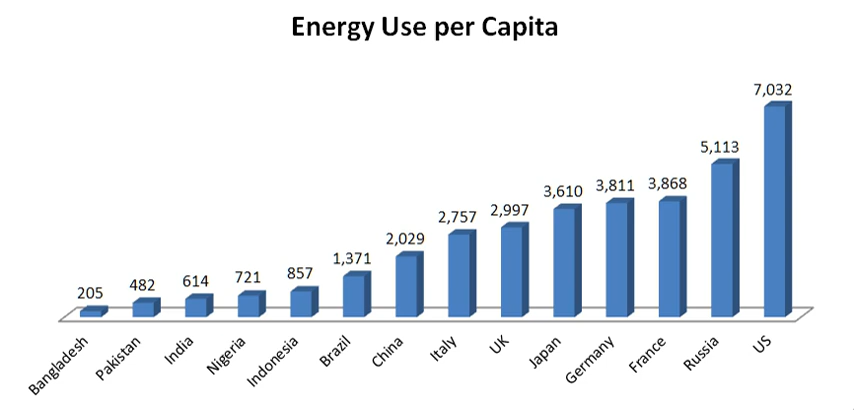 Energy Use per Capita
7,032
5,113
3,868
3,811
3,610
2,997
2,757
2,029
1,371
857
721
614
482
205
Bangladesh
Pakistan
India
Nigeria
Indonesia
Brazil
China
Italy
UK
Japan
Germany
France
Russia
US